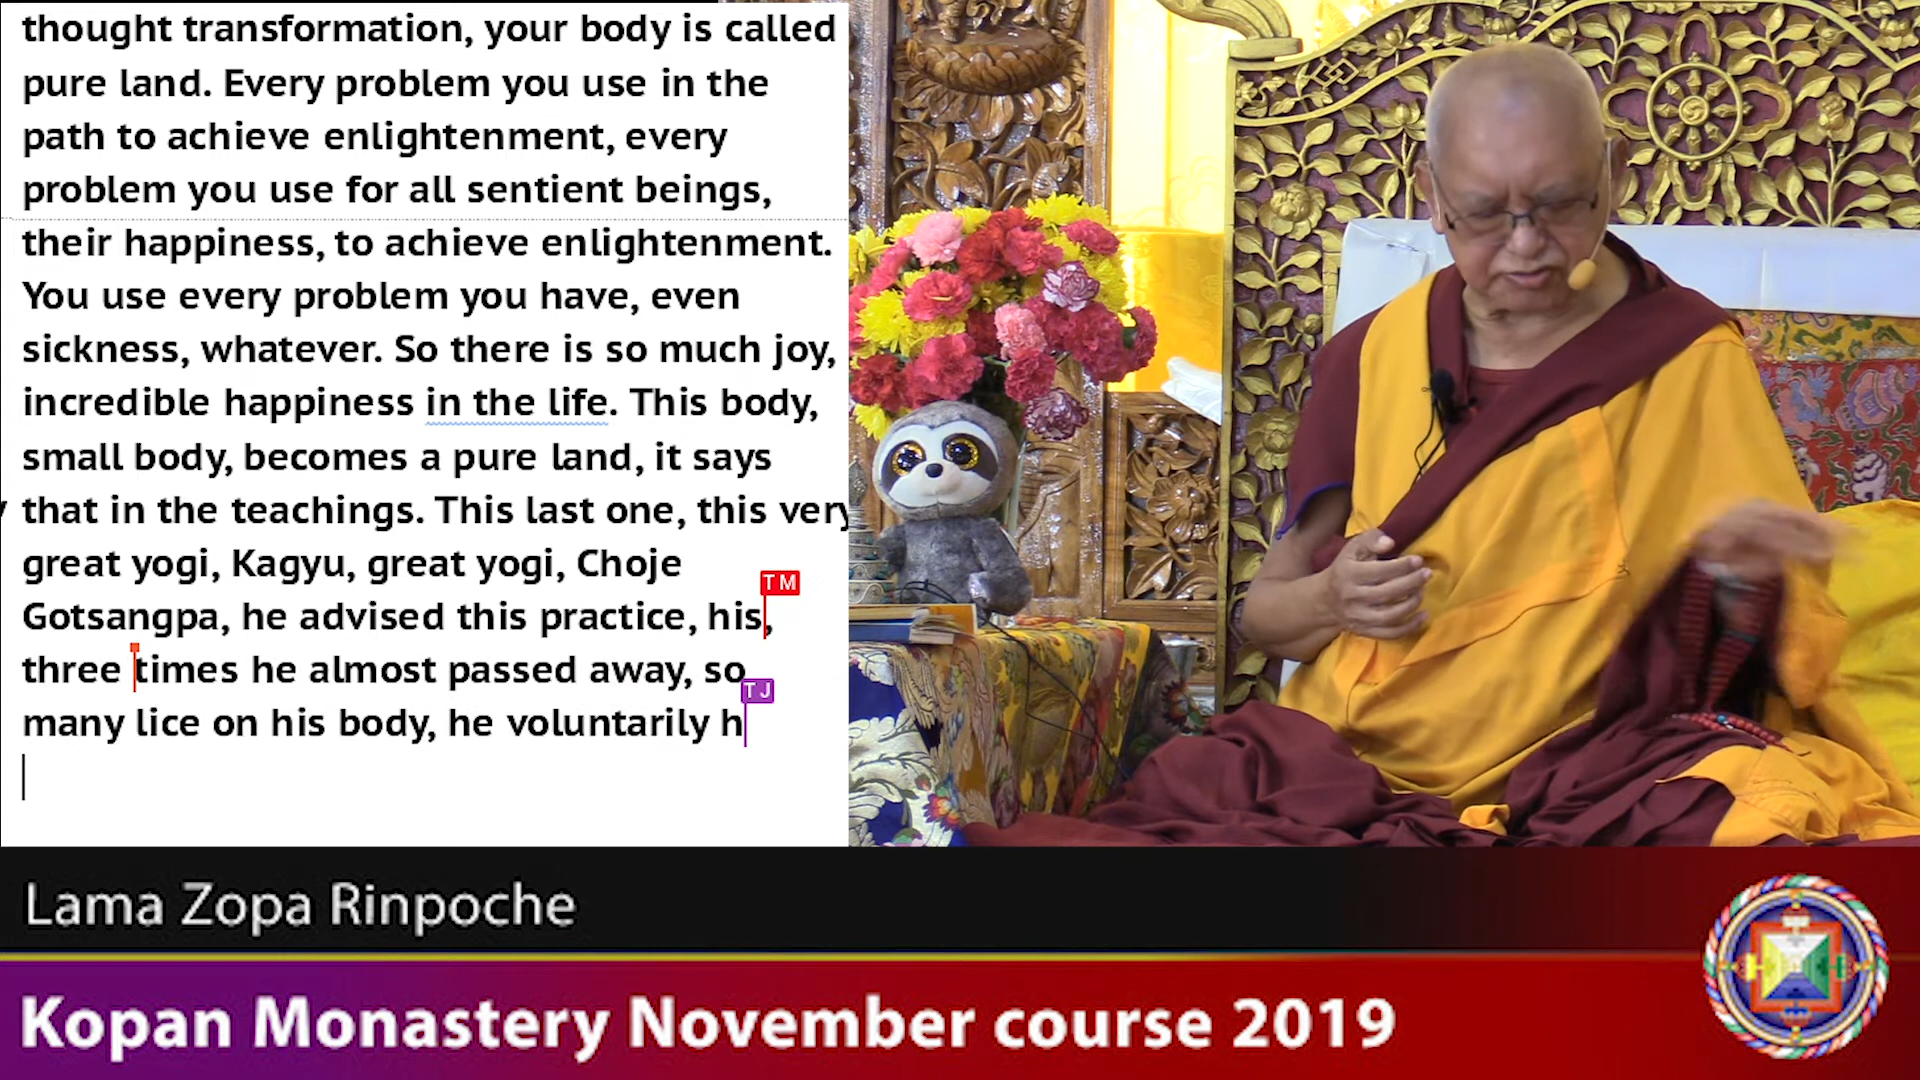 thought transformation, your body is called
pure land. Every problem you use in the
path to achieve enlightenment, every
problem you use for all sentient beings,
their happiness, to achieve enlightenment.
You use every problem you have, even
sickness, whatever. So there is so much joy,
incredible happiness in the life. This body,
small body, becomes a pure land, it says
that in the teachings. This last one, this very
great yogi, Kagyu, great yogi, Choje
TM
Gotsangpa, he advised this practice, his,
three times he almost passed away, so
TJ
many lice on his body, he voluntarily h
Lama Zopa Rinpoche
Kopan Monastery November course 2019